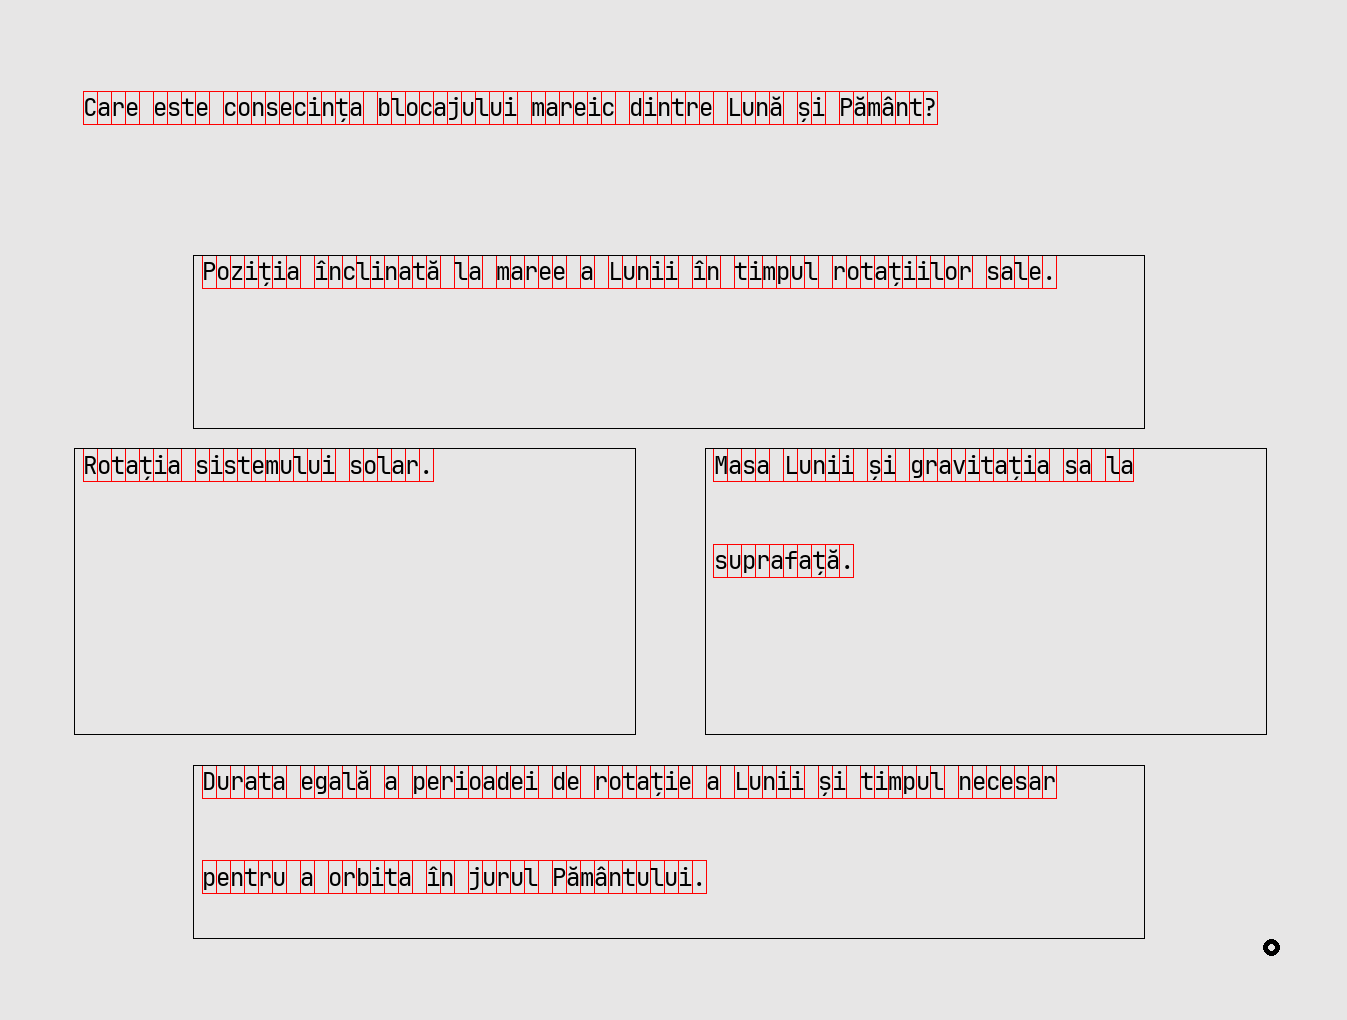 Care este consecința blocajului mareic dintre Lună și Pământ?
Poziția înclinată la maree a Lunii în timpul rotațiilor sale.
Rotația sistemului solar.
Masa Lunii și gravitația sa la
suprafață.
Durata egală a perioadei de rotație a Lunii și timpul necesar
pentru a orbita în jurul Pământului.